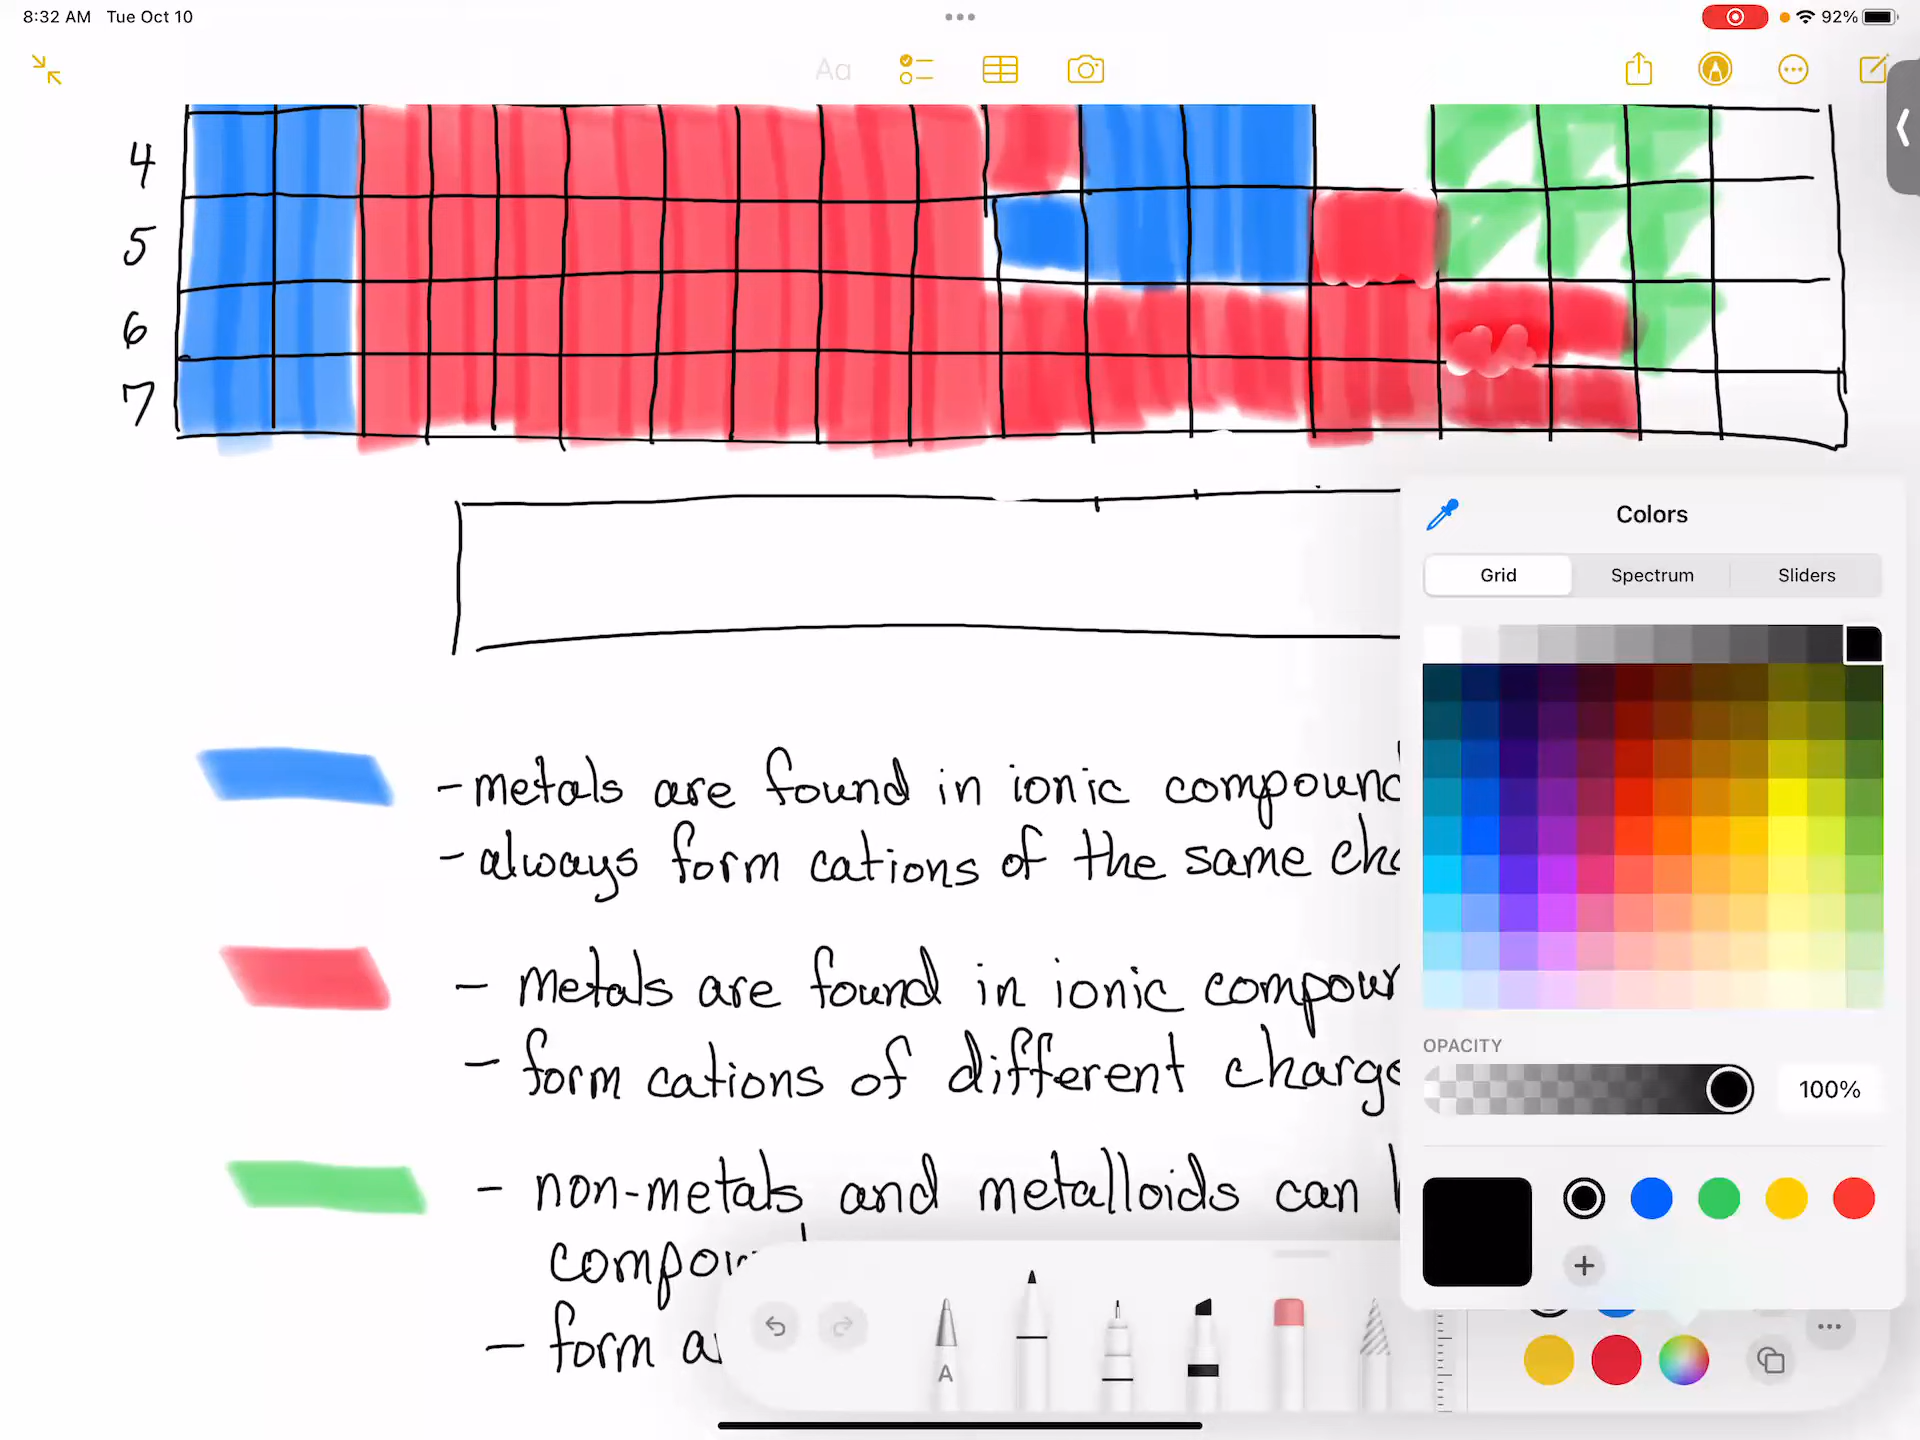 8:32 AM Tue Oct 10
92%
Aa
4
5
6
7
Colors
Grid Spectrum Sliders
- metals are found in ionic compound
- always form cations of the same
- metals are found in ionic
- form cations of different
OPACITY
100%
- non-metals and metalloids can
- form
A